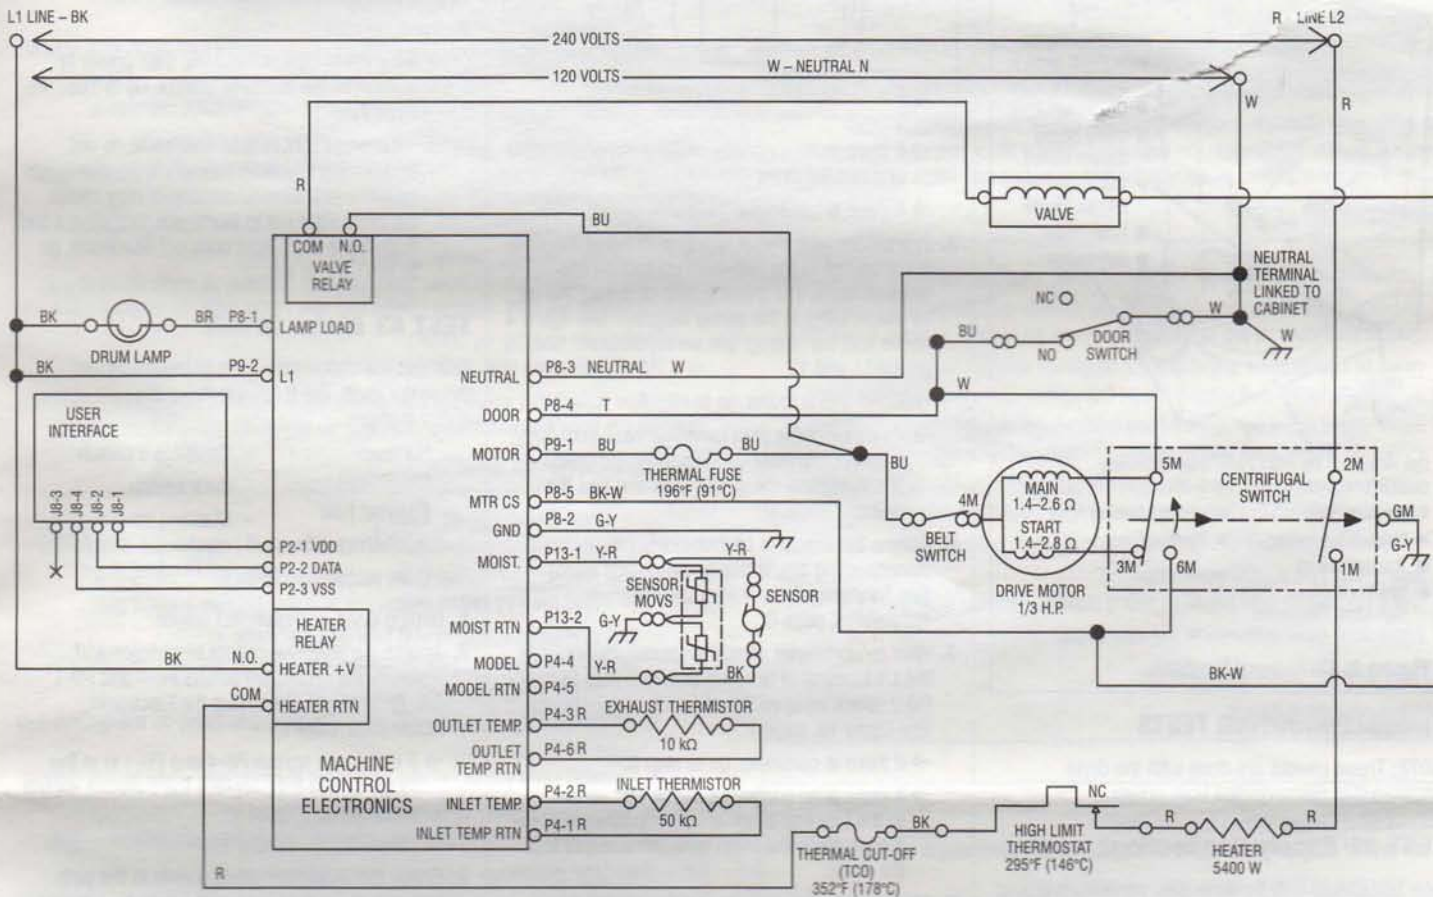 L1 LINE – BK
R LINE L2
240 VOLTS
120 VOLTS
W – NEUTRAL N
W
R
R
VALVE
BU
COM N.O.
VALVE
RELAY
NEUTRAL
TERMINAL
LINKED TO
CABINET
NC
BK
BR
P8-1
LAMP LOAD
DRUM LAMP
BU
NO
DOOR
SWITCH
W
W
BK
P9-2
L1
NEUTRAL
P8-3 NEUTRAL W
USER
INTERFACE
DOOR
P8-4 T
W
MOTOR
P9-1 BU
BU
THERMAL FUSE
196°F (91°C)
BU
5M
2M
CENTRIFUGAL
SWITCH
MTR CS
P8-5 BK-W
MAIN
1.4–2.6 Ω
4M
J8-3
J8-4
J8-2
J8-1
GND
P8-2 G-Y
START
1.4–2.8 Ω
BELT
SWITCH
GM
G-Y
P2-1 VDD
P2-2 DATA
P2-3 VSS
MOIST.
P13-1 Y-R
Y-R
3M
6M
1M
DRIVE MOTOR
1/3 H.P.
SENSOR
MOVS
SENSOR
HEATER
RELAY
MOIST RTN
P13-2
G-Y
BK
N.O.
HEATER +V
MODEL
P4-4
Y-R
BK
BK-W
COM
HEATER RTN
MODEL RTN
P4-5
OUTLET TEMP.
P4-3 R
EXHAUST THERMISTOR
10 kΩ
OUTLET
TEMP RTN
P4-6 R
MACHINE
CONTROL
ELECTRONICS
INLET TEMP.
P4-2 R
INLET THERMISTOR
50 kΩ
INLET TEMP RTN
P4-1 R
NC
BK
HIGH LIMIT
THERMOSTAT
295°F (146°C)
R
R
HEATER
5400 W
THERMAL CUT-OFF
(TCO)
352°F (178°C)
R